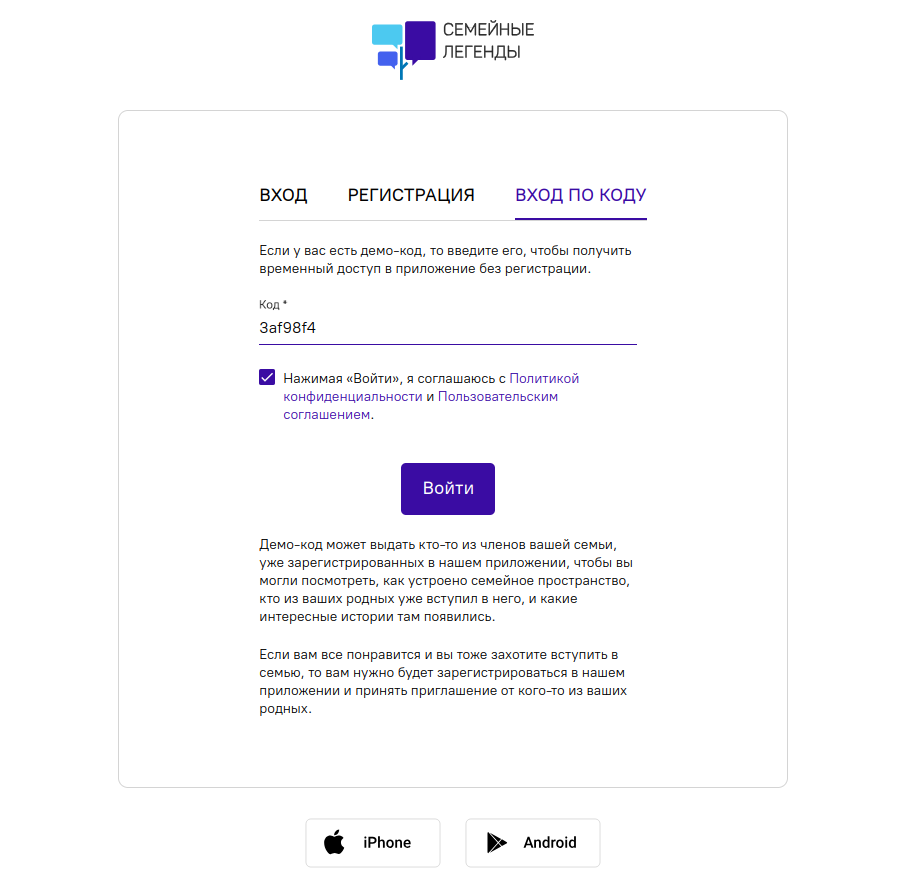 СЕМЕЙНЫЕ
ЛЕГЕНДЫ
ВХОД РЕГИСТРАЦИЯ ВХОД ПО КОДУ
Если у вас есть демо-код, то введите его, чтобы получить
временный доступ в приложение без регистрации.
Код *
3af98f4
Нажимая «Войти», я соглашаюсь с Политикой
конфиденциальности и Пользовательским
соглашением.
Войти
Демо-код может выдать кто-то из членов вашей семьи,
уже зарегистрированных в нашем приложении, чтобы вы
могли посмотреть, как устроено семейное пространство,
кто из ваших родных уже вступил в него, и какие
интересные истории там появились.
Если вам все понравится и вы тоже захотите вступить в
семью, то вам нужно будет зарегистрироваться в нашем
приложении и принять приглашение от кого-то из ваших
родных.
iPhone Android